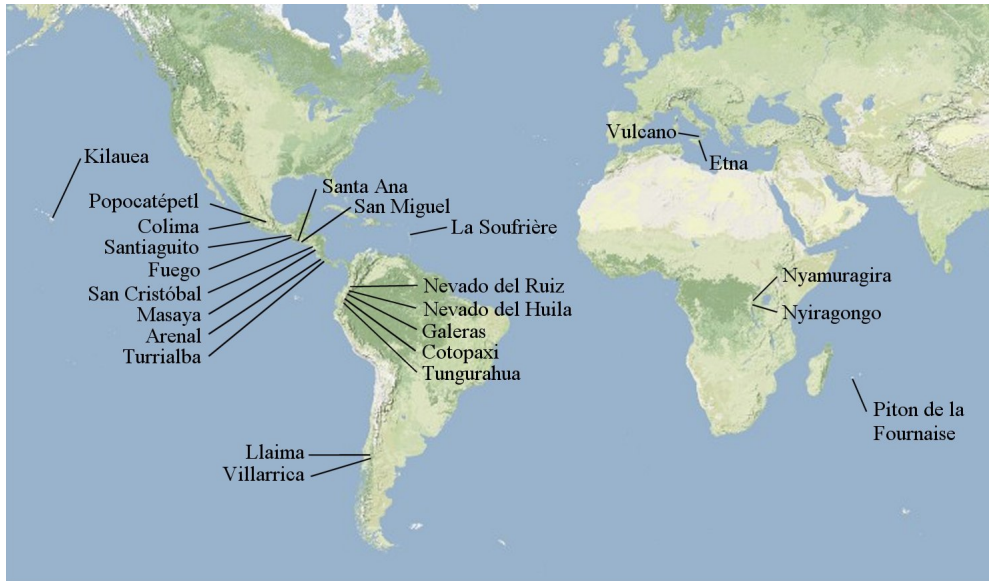 Kilauea
Popocatépetl
Colima
Santiaguito
Fuego
San Cristóbal
Masaya
Arenal
Turrialba
Santa Ana
San Miguel
La Soufrière
Nevado del Ruiz
Nevado del Huila
Galeras
Cotopaxi
Tungurahua
Llaima
Villarrica
Vulcano
Etna
Nyamuragira
Nyiragongo
Piton de la
Fournaise